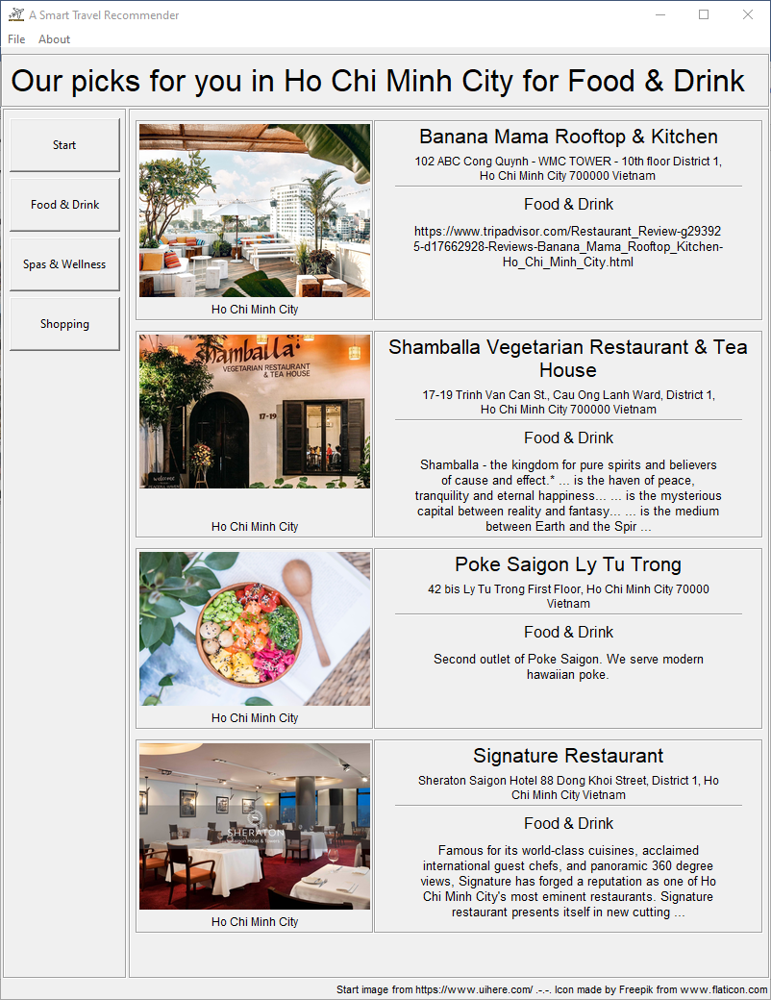 A Smart Travel Recommender
File About
Our picks for you in Ho Chi Minh City for Food & Drink
Start
Food & Drink
Spas & Wellness
Shopping
Ho Chi Minh City
Banana Mama Rooftop & Kitchen
102 ABC Cong Quynh - WMC TOWER - 10th floor District 1,
Ho Chi Minh City 700000 Vietnam
Food & Drink
https://www.tripadvisor.com/Restaurant_Review-g29392
5-d17662928-Reviews-Banana_Mama_Rooftop_Kitchen-
Ho_Chi_Minh_City.html
shamballa
VEGETARIAN RESTAURANT
& TEA HOUSE
17-19
welcome
Ho Chi Minh City
Shamballa Vegetarian Restaurant & Tea
House
17-19 Trinh Van Can St., Cau Ong Lanh Ward, District 1,
Ho Chi Minh City 700000 Vietnam
Food & Drink
Shamballa - the kingdom for pure spirits and believers
of cause and effect.* ... is the haven of peace,
tranquility and eternal happiness... ... is the mysterious
capital between reality and fantasy... ... is the medium
between Earth and the Spir ...
Ho Chi Minh City
Poke Saigon Ly Tu Trong
42 bis Ly Tu Trong First Floor, Ho Chi Minh City 70000
Vietnam
Food & Drink
Second outlet of Poke Saigon. We serve modern
hawaiian poke.
SHERATON
Saigon Hotel & Towers
Ho Chi Minh City
Signature Restaurant
Sheraton Saigon Hotel 88 Dong Khoi Street, District 1, Ho
Chi Minh City Vietnam
Food & Drink
Famous for its world-class cuisines, acclaimed
international guest chefs, and panoramic 360 degree
views, Signature has forged a reputation as one of Ho
Chi Minh City's most eminent restaurants. Signature
restaurant presents itself in new cutting ...
Start image from https://www.uihere.com/ .-.-. Icon made by Freepik from www.flaticon.com